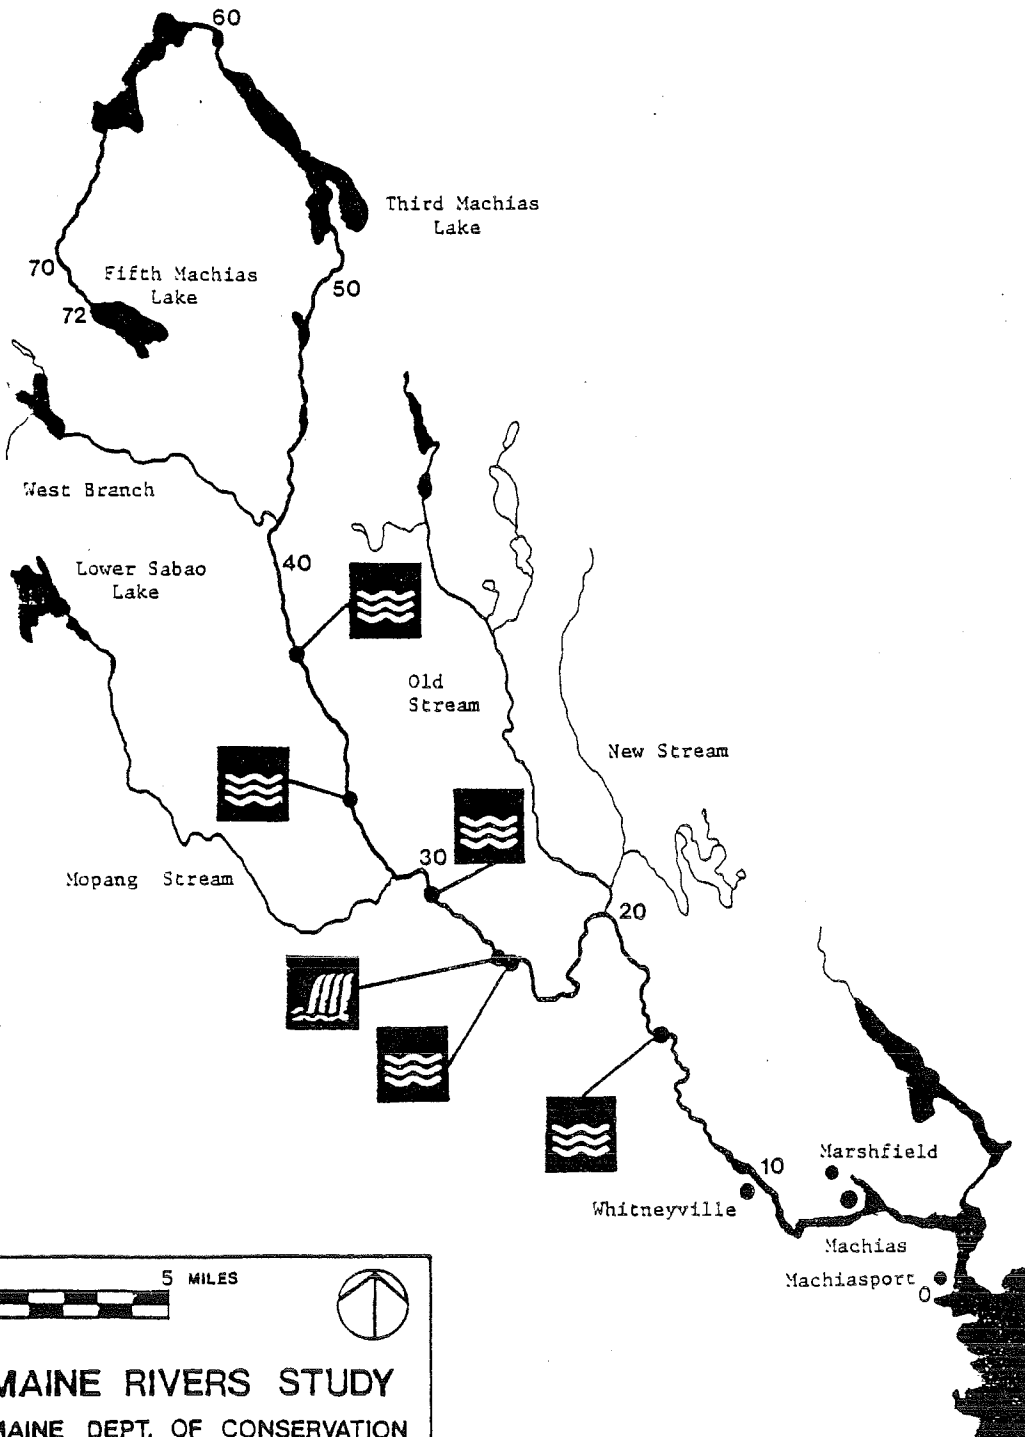 60
Third Machias
Lake
70
Fifth Machias
Lake
50
72
West Branch
40
Lower Sabao
Lake
Old
Stream
New Stream
30
Mopang Stream
20
10
Marshfield
Whitneyville
Machias
Machiasport
0
5 MILES
MAINE RIVERS STUDY
MAINE DEPT. OF CONSERVATION